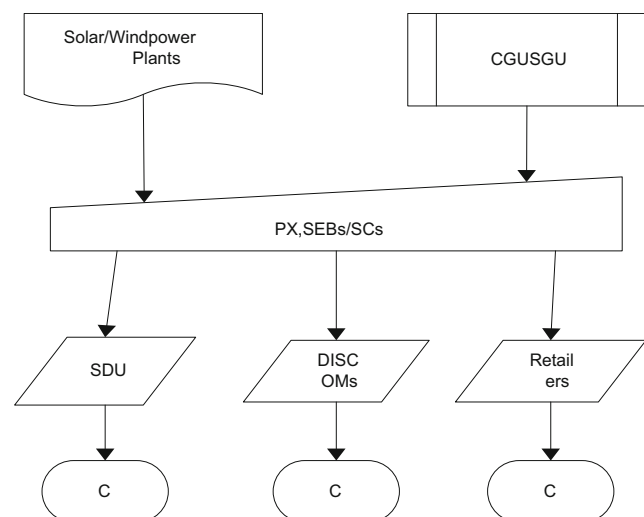 Solar/Windpower
Plants
CGUSGU
PX,SEBs/SCs
SDU
DISC
OMs
Retail
ers
C
C
C